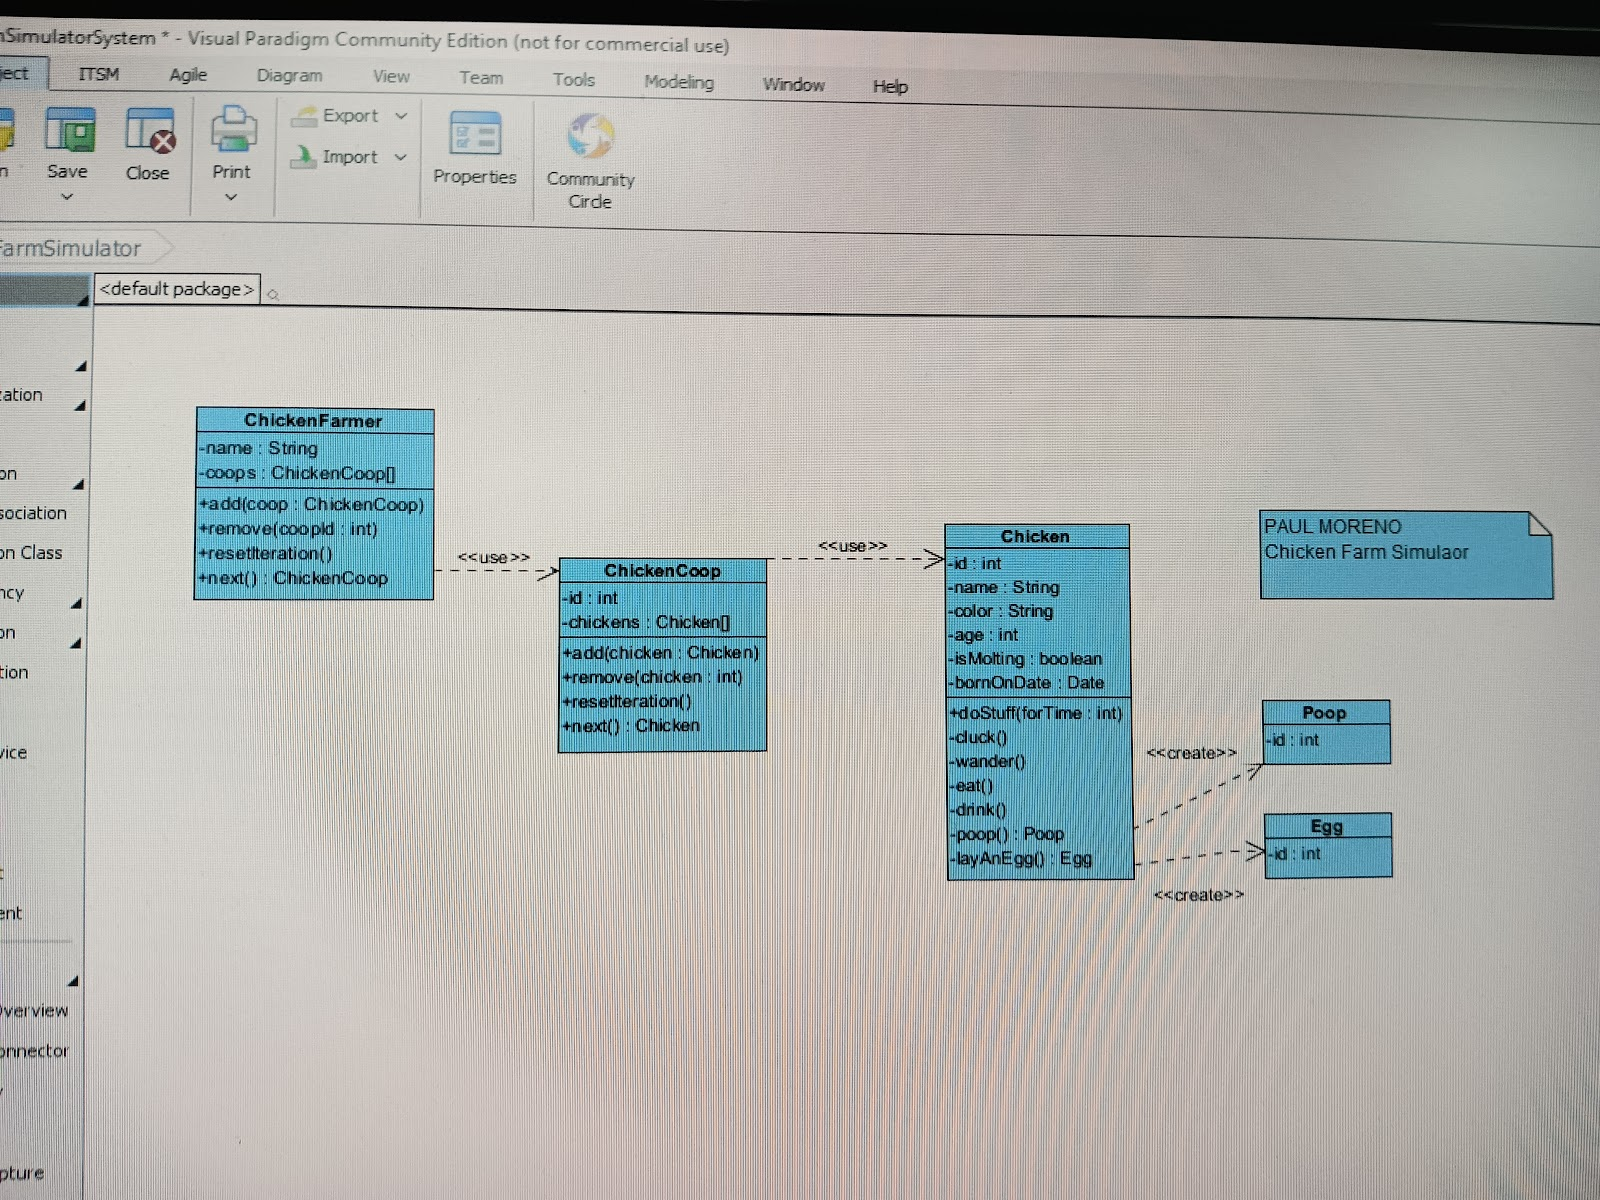 SimulatorSystem * - Visual Paradigm Community Edition (not for commercial use)
ject ITSM Agile Diagram View Team Tools Modeling Window Help
Export
Import
Save Close Print Properties Community Circle
FarmSimulator
<default package>
zation
on
sociation
on Class
ncy
on
tion
vice
t
ent
Overview
onnector
pture
ChickenFarmer
-name : String
-coops : ChickenCoop[]
+add(coop : ChickenCoop)
+remove(coopId : int)
+resetIteration()
+next() : ChickenCoop
<<use>>
ChickenCoop
-id : int
-chickens : Chicken[]
+add(chicken : Chicken)
+remove(chicken : int)
+resetIteration()
+next() : Chicken
<<use>>
Chicken
-id : int
-name : String
-color : String
-age : int
-isMolting : boolean
-bornOnDate : Date
+doStuff(forTime : int)
-cluck()
-wander()
-eat()
-drink()
-poop() : Poop
-layAnEgg() : Egg
PAUL MORENO
Chicken Farm Simulaor
<<create>>
Poop
-id : int
Egg
-id : int
<<create>>